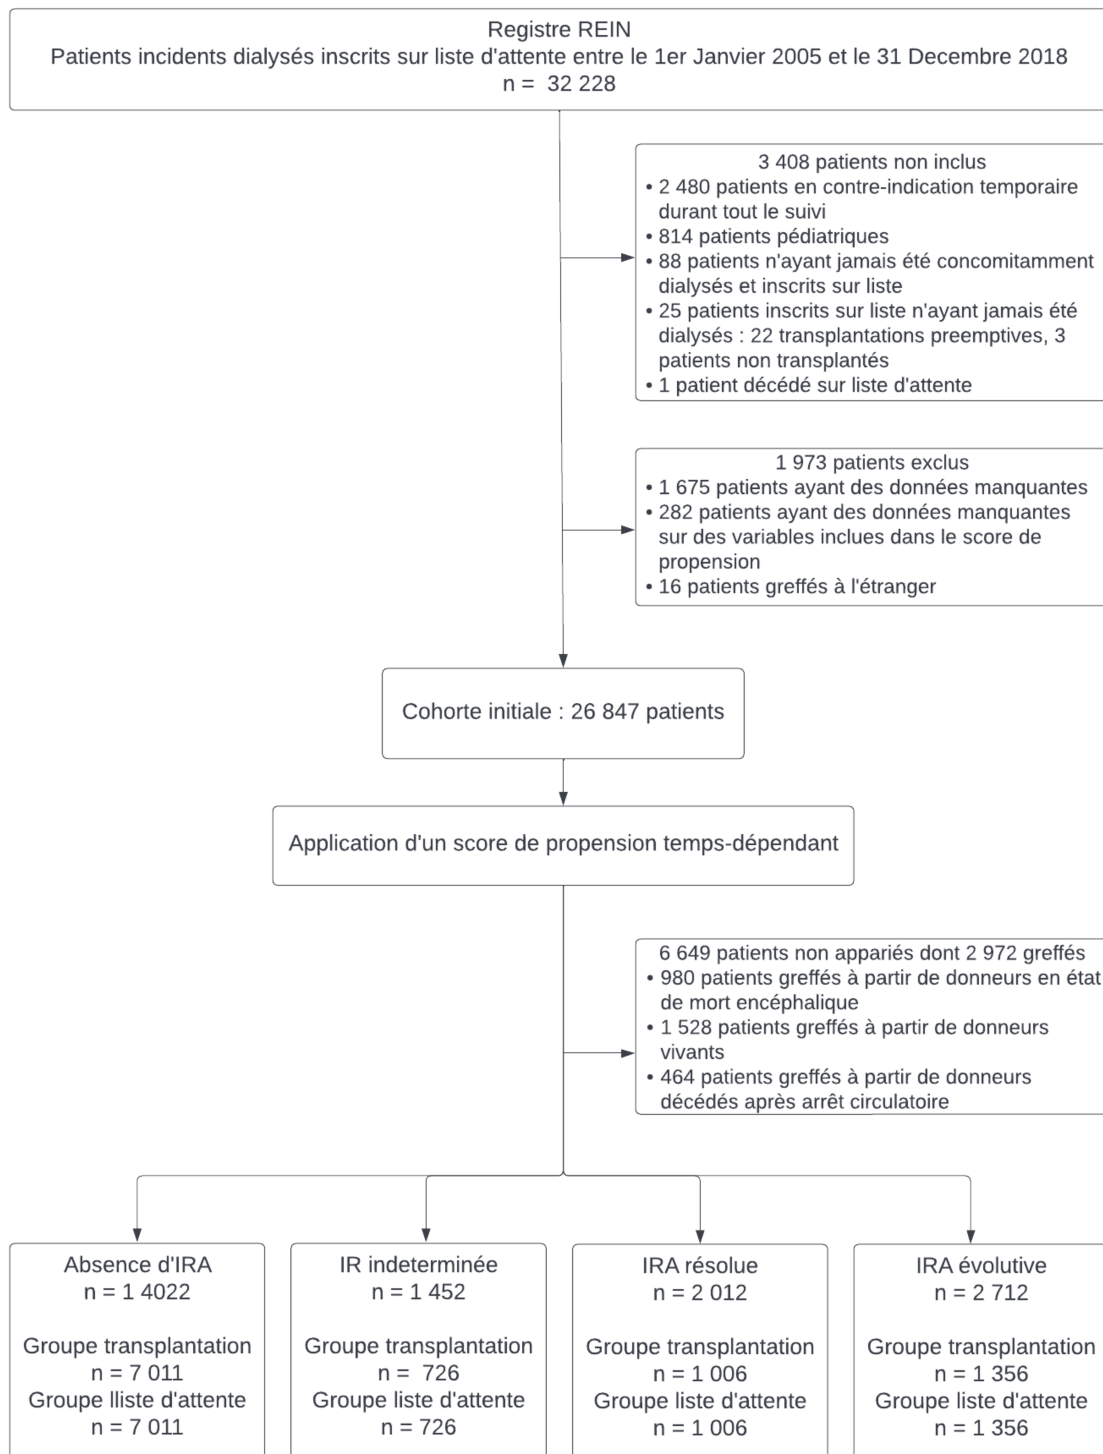 Registre REIN
Patients incidents dialysés inscrits sur liste d'attente entre le 1er Janvier 2005 et le 31 Decembre 2018
n = 32 228
3 408 patients non inclus
• 2 480 patients en contre-indication temporaire
durant tout le suivi
• 814 patients pédiatriques
• 88 patients n'ayant jamais été concomitamment
dialysés et inscrits sur liste
• 25 patients inscrits sur liste n'ayant jamais été
dialysés : 22 transplantations preemptives, 3
patients non transplantés
• 1 patient décédé sur liste d'attente
1 973 patients exclus
• 1 675 patients ayant des données manquantes
• 282 patients ayant des données manquantes
sur des variables inclues dans le score de
propension
• 16 patients greffés à l'étranger
Cohorte initiale : 26 847 patients
Application d'un score de propension temps-dépendant
6 649 patients non appariés dont 2 972 greffés
• 980 patients greffés à partir de donneurs en état
de mort encéphalique
• 1 528 patients greffés à partir de donneurs
vivants
• 464 patients greffés à partir de donneurs
décédés après arrêt circulatoire
Absence d'IRA
n = 1 4022
Groupe transplantation
n = 7 011
Groupe lliste d'attente
n = 7 011
IR indeterminée
n = 1 452
Groupe transplantation
n = 726
Groupe liste d'attente
n = 726
IRA résolue
n = 2 012
Groupe transplantation
n = 1 006
Groupe liste d'attente
n = 1 006
IRA évolutive
n = 2 712
Groupe transplantation
n = 1 356
Groupe liste d'attente
n = 1 356